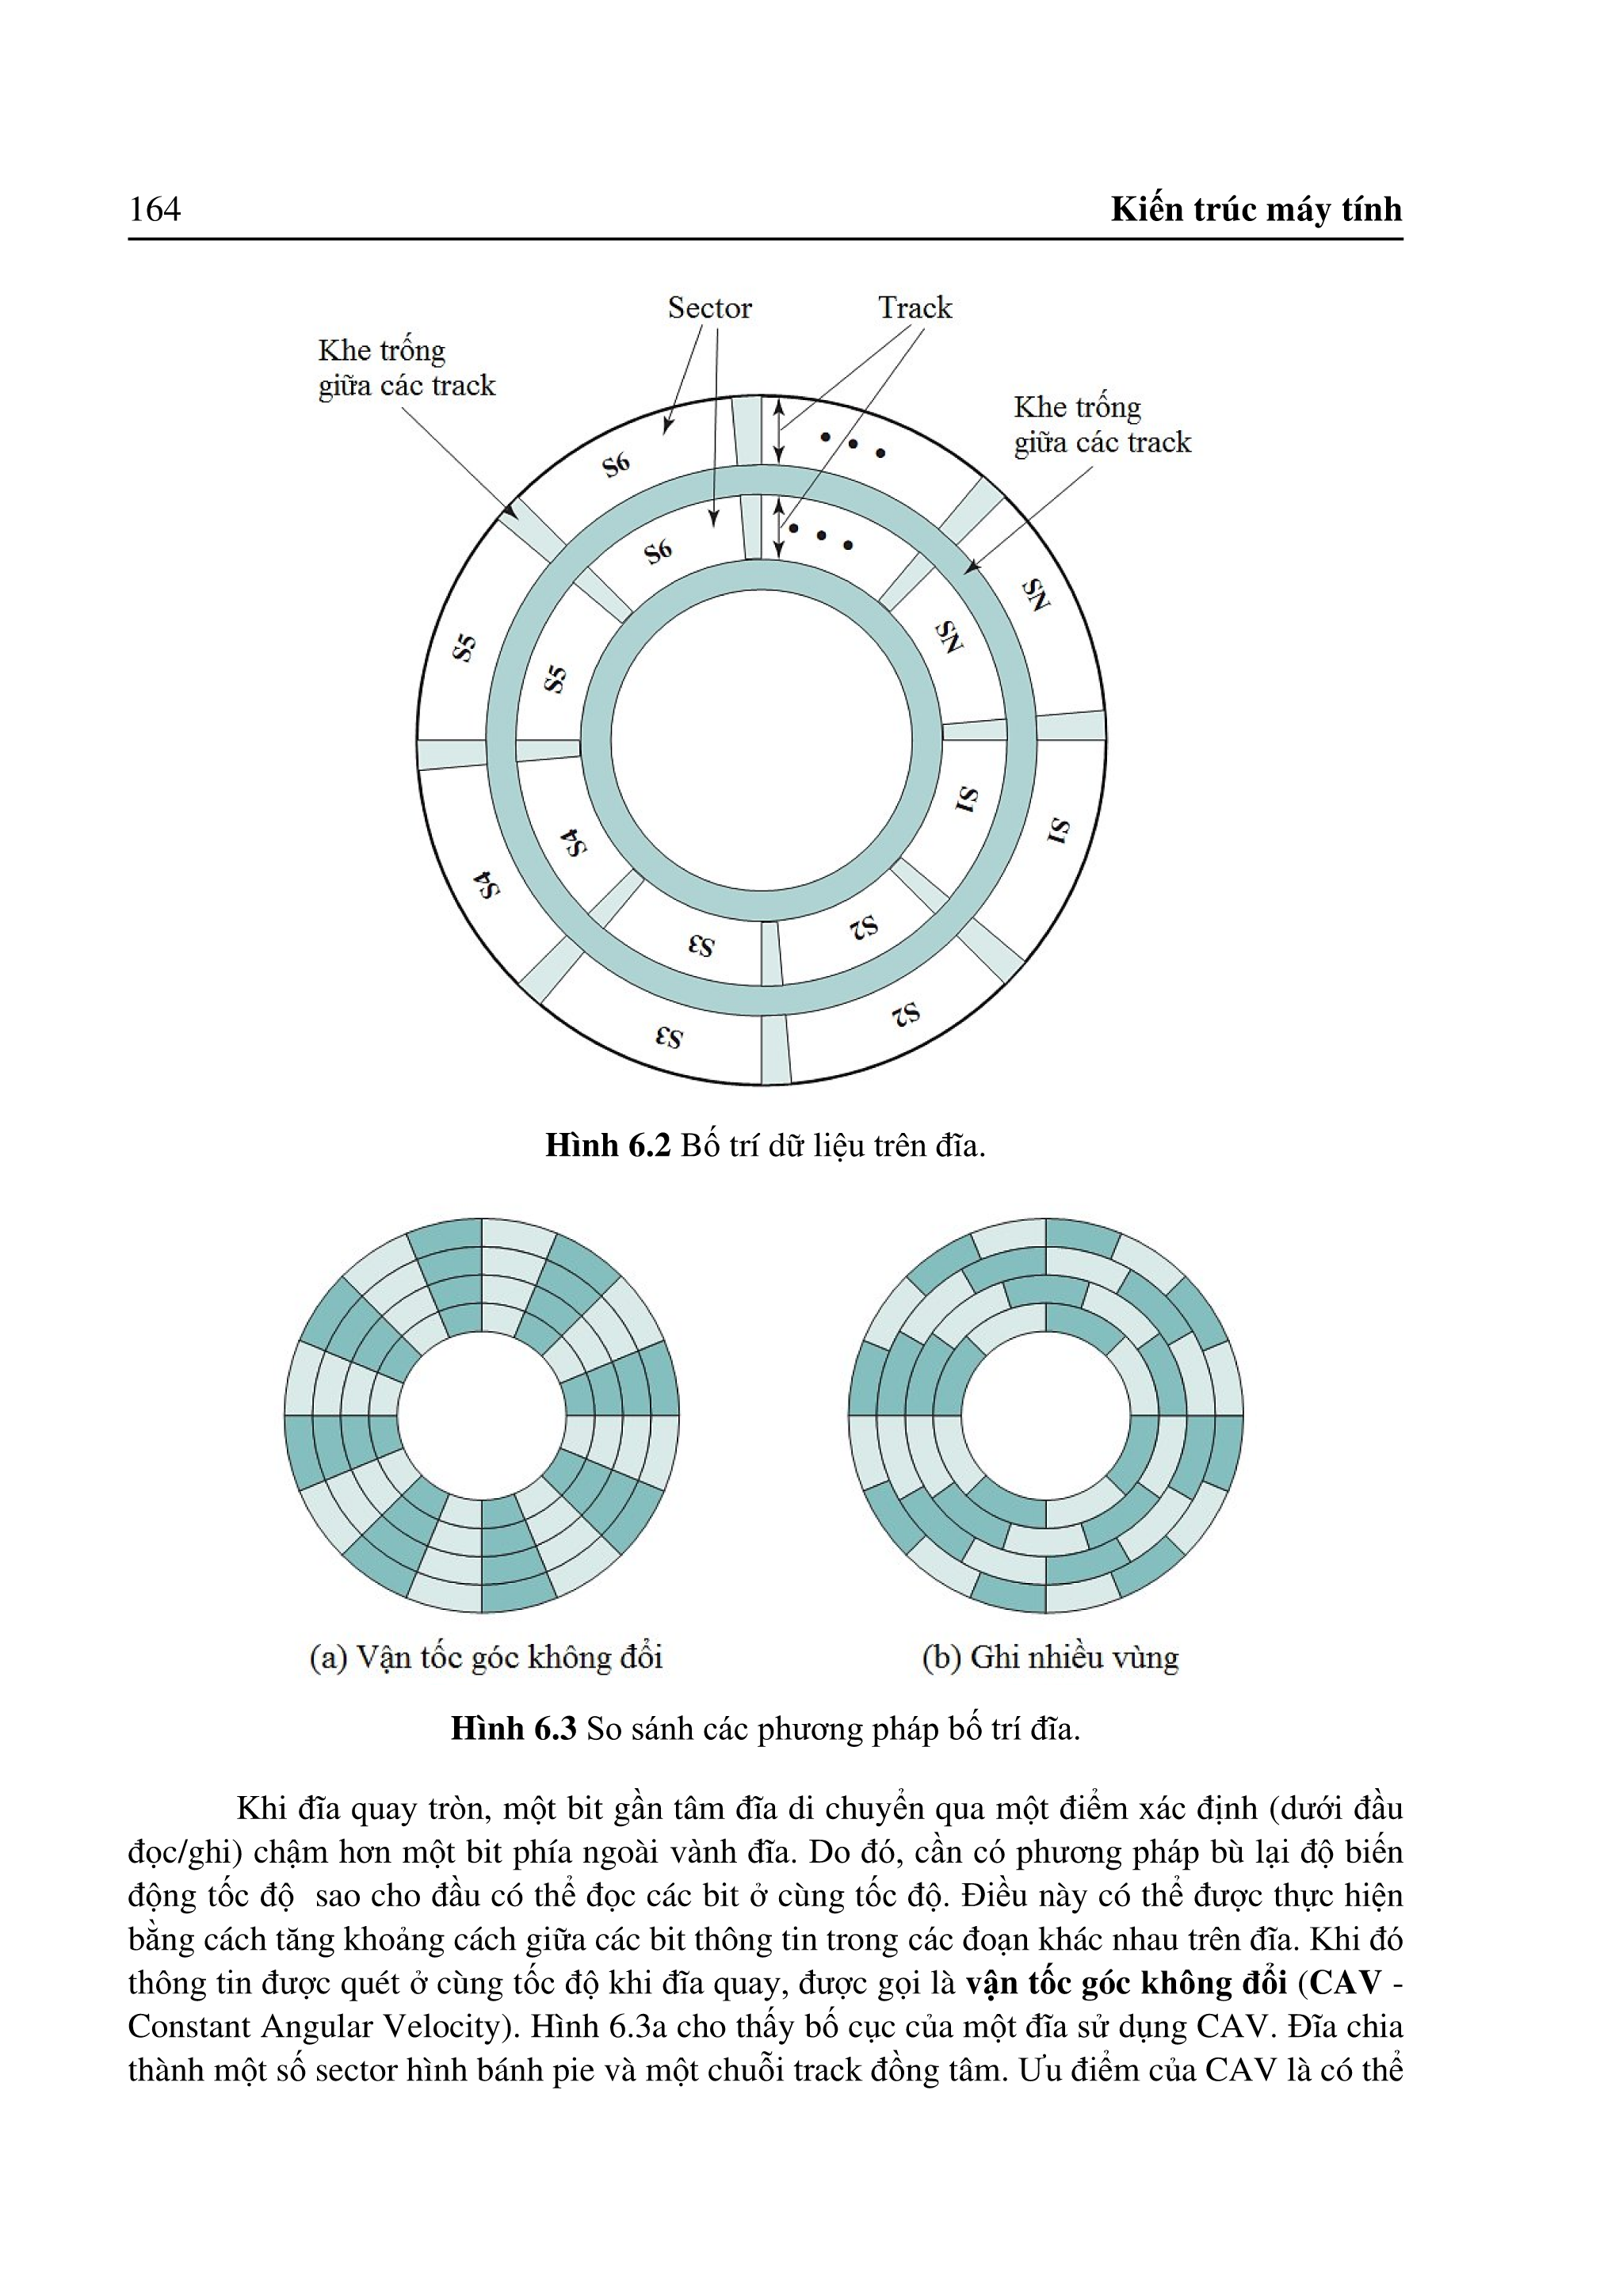 164 Kiến trúc máy tính
Sector Track
Khe trống
giữa các track
Khe trống
giữa các track
S6
S6
S5
S5
S4
S4
S3
S3
S2
S2
S1
S1
SN
SN
Hình 6.2 Bố trí dữ liệu trên đĩa.
(a) Vận tốc góc không đổi (b) Ghi nhiều vùng
Hình 6.3 So sánh các phương pháp bố trí đĩa.
Khi đĩa quay tròn, một bit gần tâm đĩa di chuyển qua một điểm xác định (dưới đầu
đọc/ghi) chậm hơn một bit phía ngoài vành đĩa. Do đó, cần có phương pháp bù lại độ biến
động tốc độ sao cho đầu có thể đọc các bit ở cùng tốc độ. Điều này có thể được thực hiện
bằng cách tăng khoảng cách giữa các bit thông tin trong các đoạn khác nhau trên đĩa. Khi đó
thông tin được quét ở cùng tốc độ khi đĩa quay, được gọi là vận tốc góc không đổi (CAV -
Constant Angular Velocity). Hình 6.3a cho thấy bố cục của một đĩa sử dụng CAV. Đĩa chia
thành một số sector hình bánh pie và một chuỗi track đồng tâm. Ưu điểm của CAV là có thể